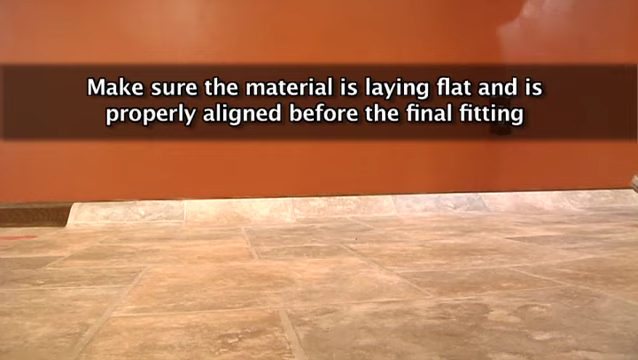 Make sure the material is laying flat and is
properly aligned before the final fitting